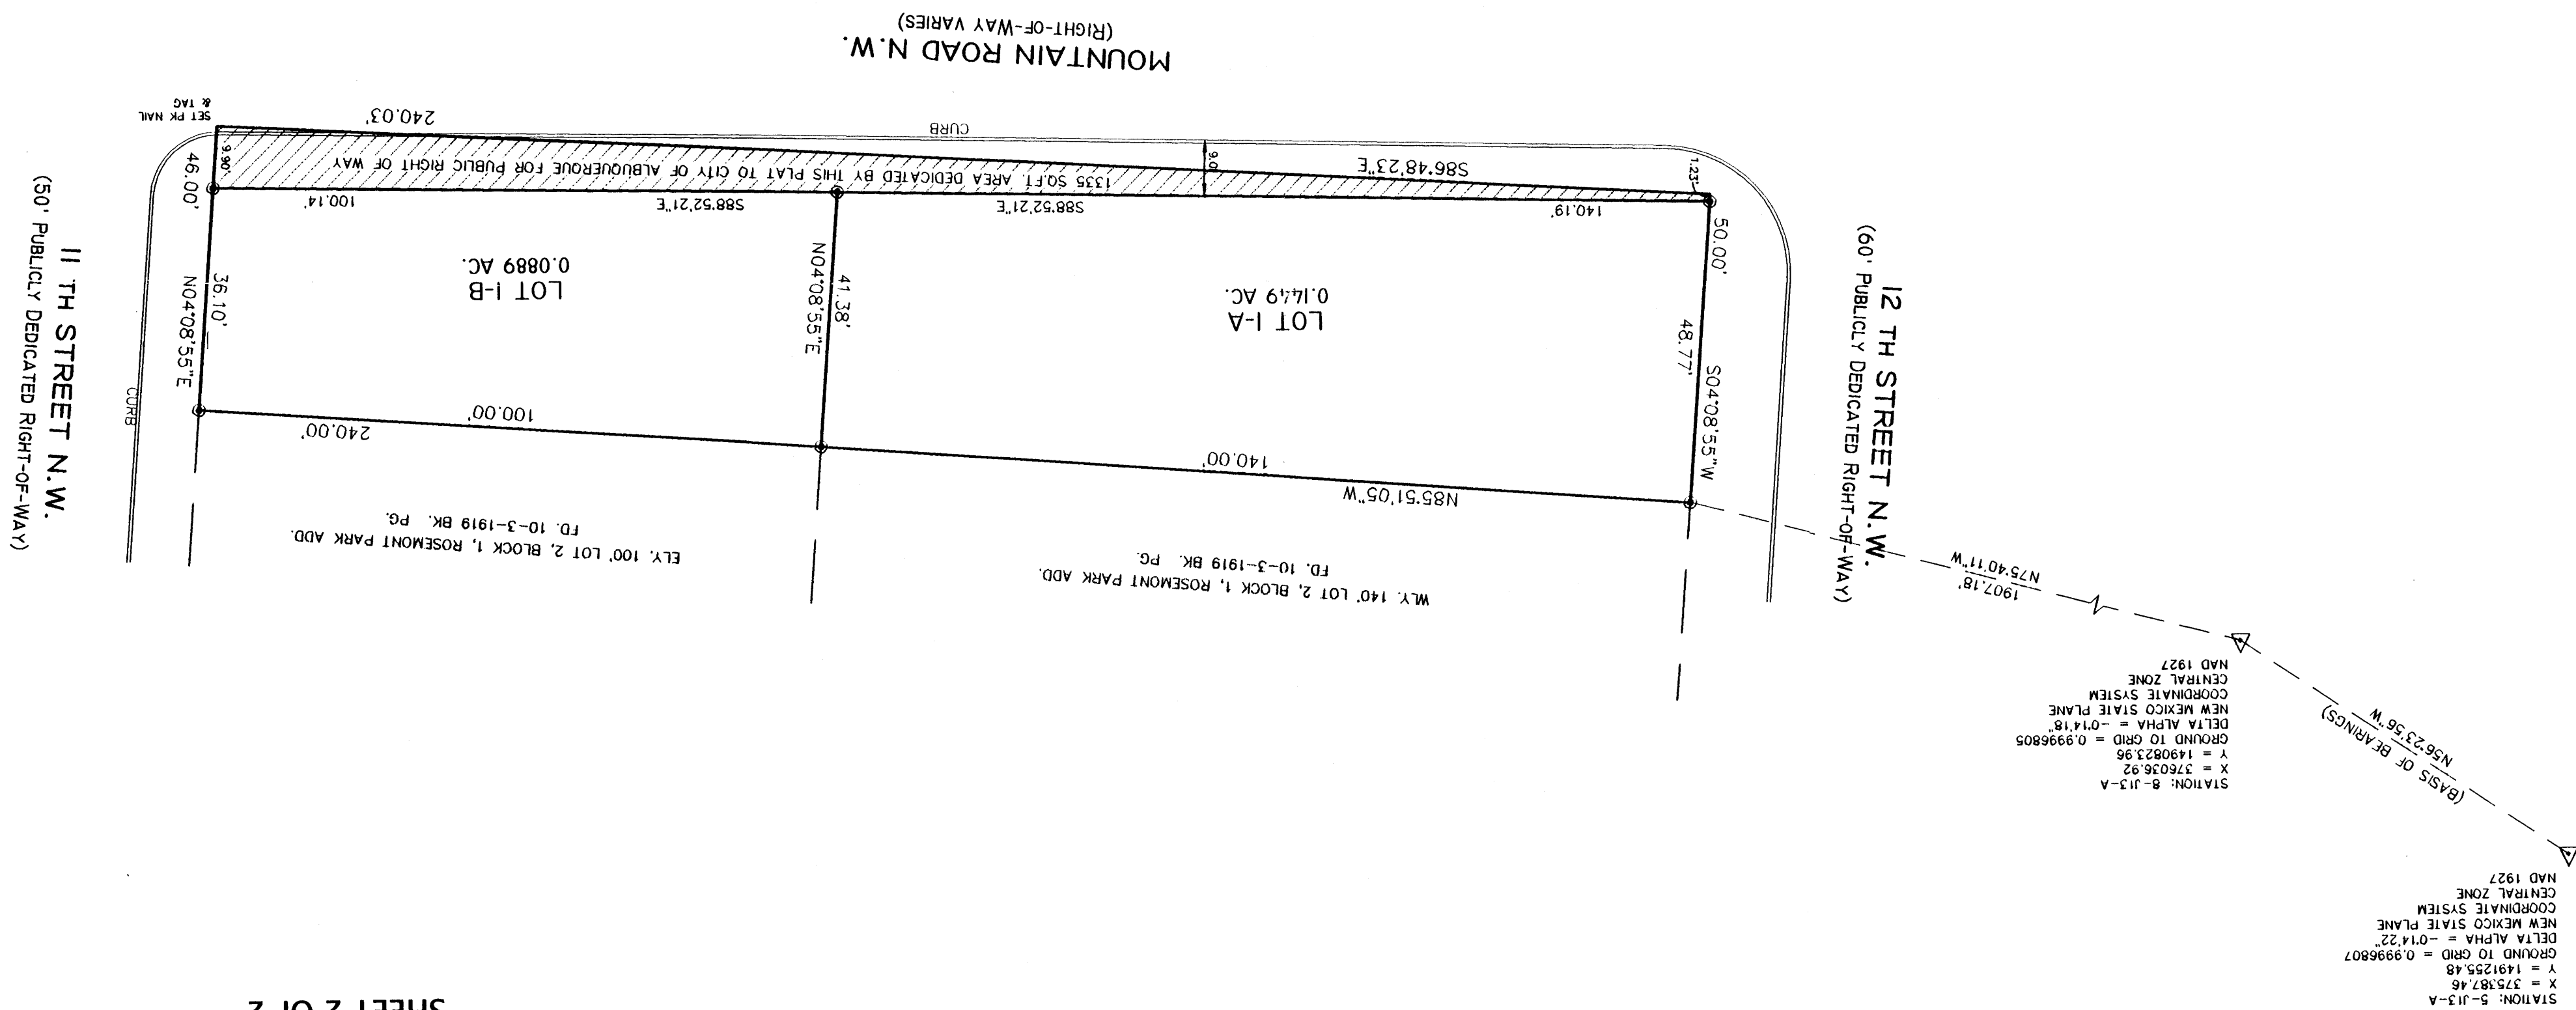 SHEET 2 OF 2
STATION: 5-J13-A
X = 375387.46
Y = 1491255.48
GROUND TO GRID = 0.9996807
DELTA ALPHA = -0°14'22"
NEW MEXICO STATE PLANE
COORDINATE SYSTEM
CENTRAL ZONE
NAD 1927
N56°23'56"W
(BASIS OF BEARINGS)
STATION: 8-J13-A
X = 376036.92
Y = 1490823.96
GROUND TO GRID = 0.9996805
DELTA ALPHA = -0°14'18"
NEW MEXICO STATE PLANE
COORDINATE SYSTEM
CENTRAL ZONE
NAD 1927
1907.18'
N75°40'11"W
12 TH STREET N.W.
(60' PUBLICLY DEDICATED RIGHT-OF-WAY)
WLY. 140' LOT 2, BLOCK 1, ROSEMONT PARK ADD.
FD. 10-3-1919 BK. PG.
ELY. 100' LOT 2, BLOCK 1, ROSEMONT PARK ADD.
FD. 10-3-1919 BK. PG.
N85°51'05"W
140.00'
100.00'
240.00'
S04°08'55"W
48.77'
50.00'
LOT 1-A
0.1449 AC.
N04°08'55"E
41.38'
LOT 1-B
0.0889 AC.
N04°08'55"E
36.10'
46.00'
CURB
11 TH STREET N.W.
(50' PUBLICLY DEDICATED RIGHT-OF-WAY)
140.19'
S88°52'21"E
S88°52'21"E
100.14'
1335 SQ.FT. AREA DEDICATED BY THIS PLAT TO CITY OF ALBUQUERQUE FOR PUBLIC RIGHT OF WAY
1.23'
9.0'
9.90'
S86°48'23"E
CURB
240.03'
SET PK NAIL
& TAG
MOUNTAIN ROAD N.W.
(RIGHT-OF-WAY VARIES)